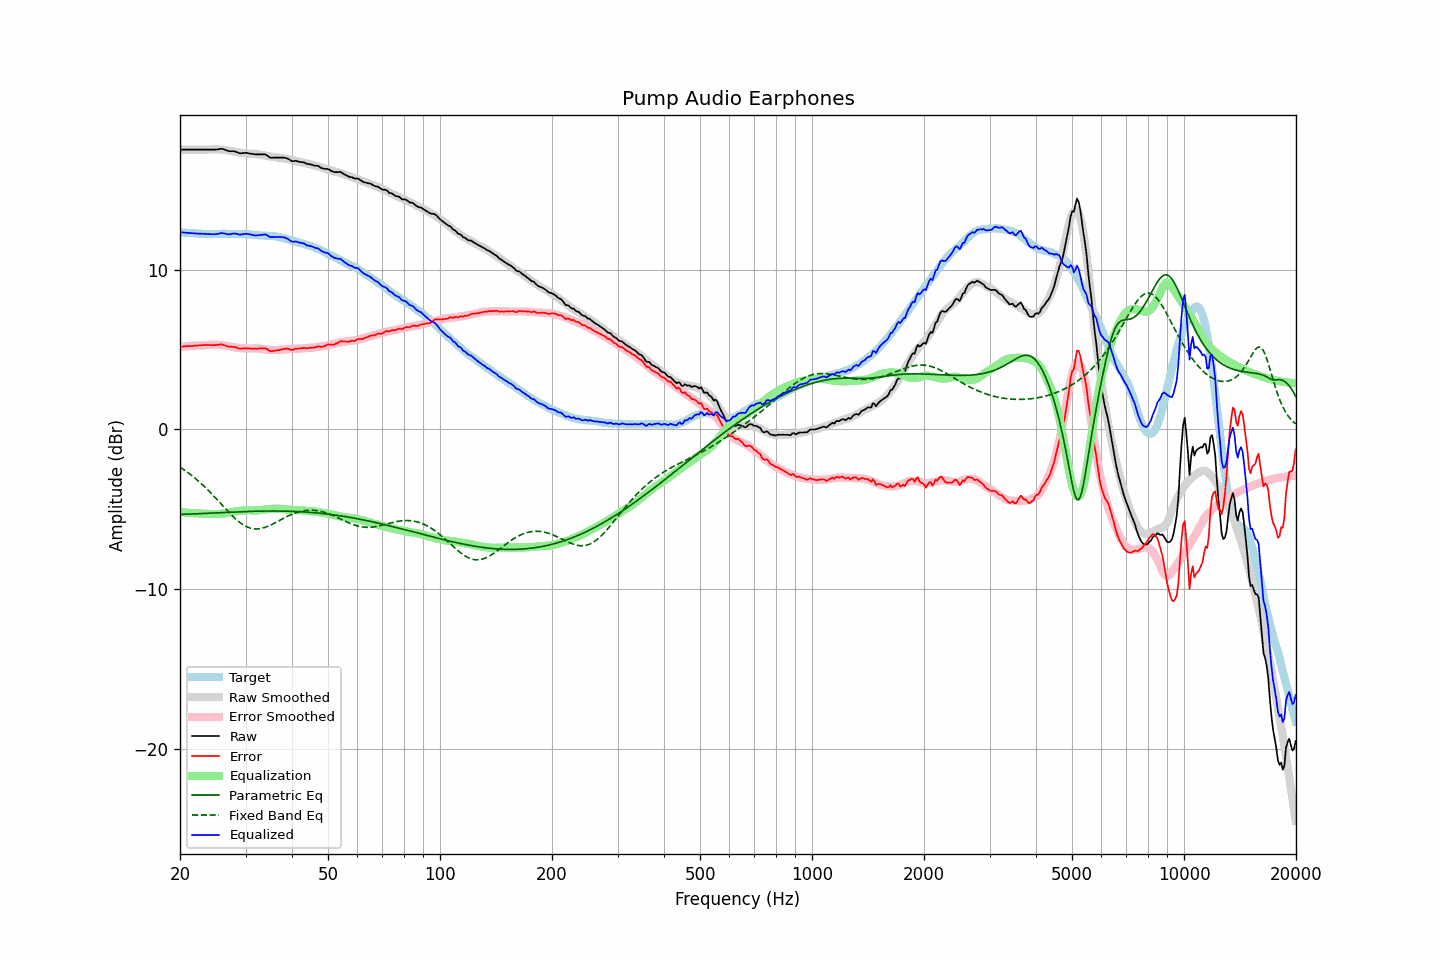 Pump Audio Earphones
Amplitude (dBr)
10
0
−10
−20
Target
Raw Smoothed
Error Smoothed
Raw
Error
Equalization
Parametric Eq
Fixed Band Eq
Equalized
20 50 100 200 500 1000 2000 5000 10000 20000
Frequency (Hz)